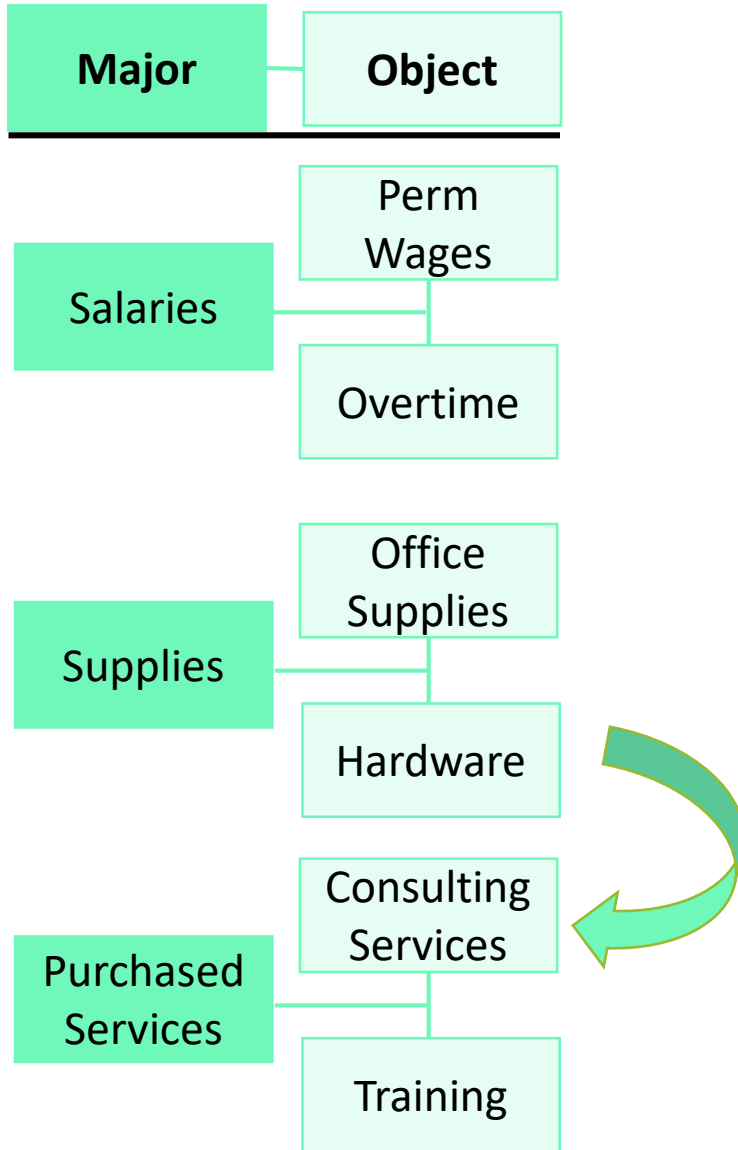 Major
Object
Perm
Wages
Salaries
Overtime
Office
Supplies
Supplies
Hardware
Consulting
Services
Purchased
Services
Training